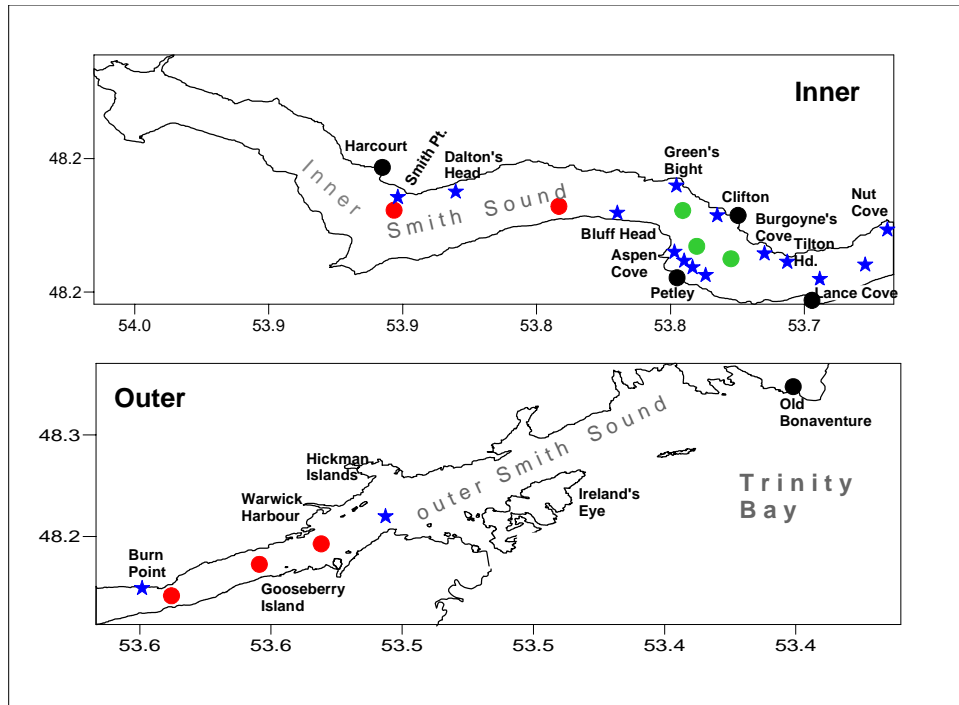 Inner
Harcourt
Smith Pt.
Dalton's
Head
Green's
Bight
Clifton
Nut
Cove
Burgoyne's
Cove
Tilton
Hd.
Inner Smith Sound
Bluff Head
Aspen
Cove
Petley
Lance Cove
48.2
48.2
54.0 53.9 53.9 53.8 53.8 53.7
Outer
Old
Bonaventure
outer Smith Sound
Hickman
Islands
Ireland's
Eye
Trinity
Bay
Warwick
Harbour
Burn
Point
Gooseberry
Island
48.3
48.2
53.6 53.6 53.5 53.5 53.4 53.4